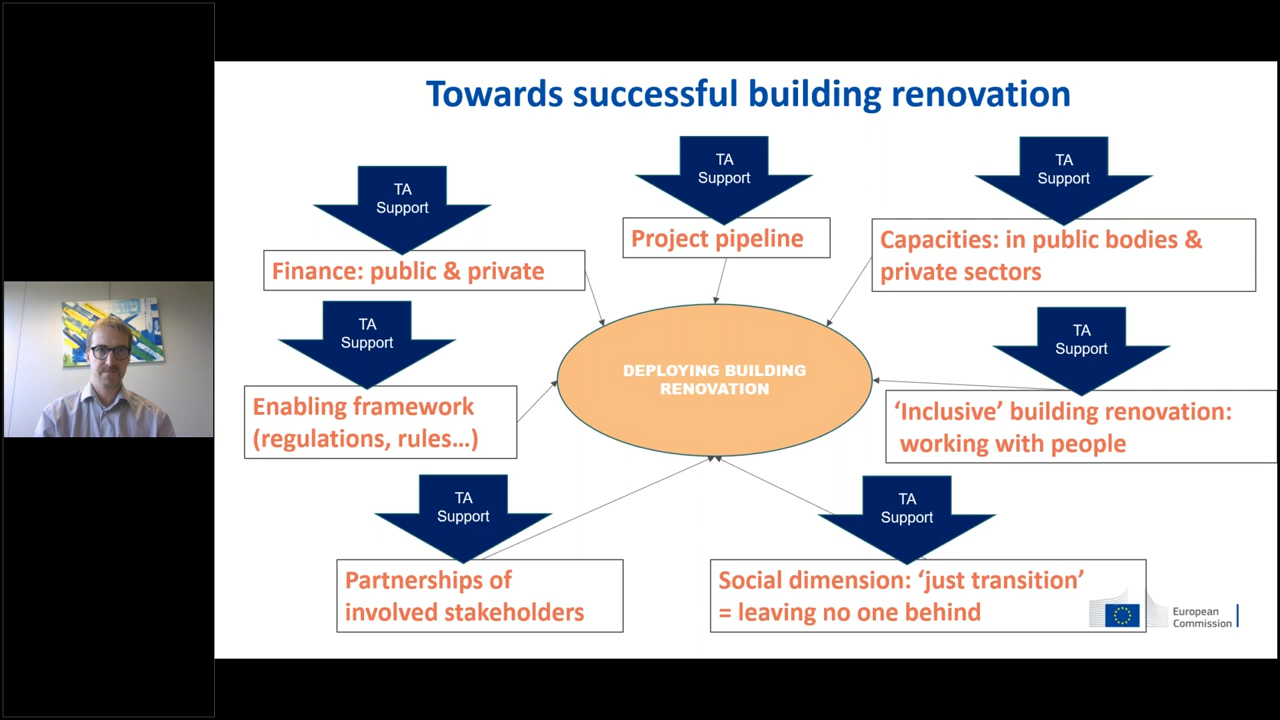 Towards successful building renovation
TA
Support
TA
Support
TA
Support
Finance: public & private
Project pipeline
Capacities: in public bodies &
private sectors
TA
Support
TA
Support
DEPLOYING BUILDING
RENOVATION
Enabling framework
(regulations, rules…)
‘Inclusive’ building renovation:
working with people
TA
Support
TA
Support
Partnerships of
involved stakeholders
Social dimension: ‘just transition’
= leaving no one behind
European
Commission